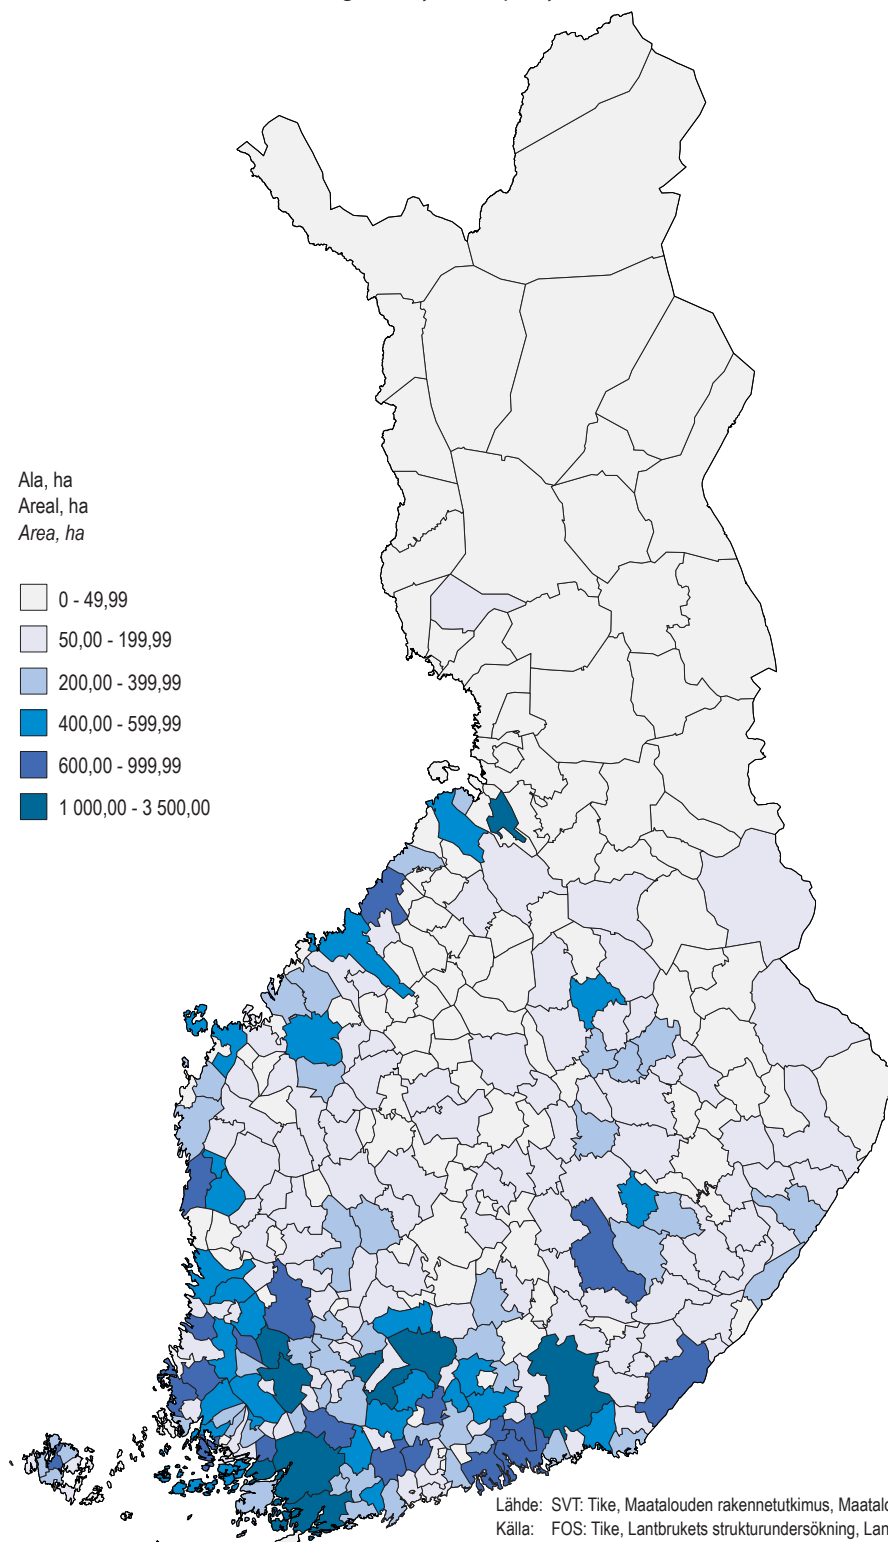 Ala, ha
Areal, ha
Area, ha
0 - 49,99
50,00 - 199,99
200,00 - 399,99
400,00 - 599,99
600,00 - 999,99
1 000,00 - 3 500,00
Lähde: SVT: Tike, Maatalouden rakennetutkimus,
Källa: FOS: Tike, Lantbrukets strukturundersökning,